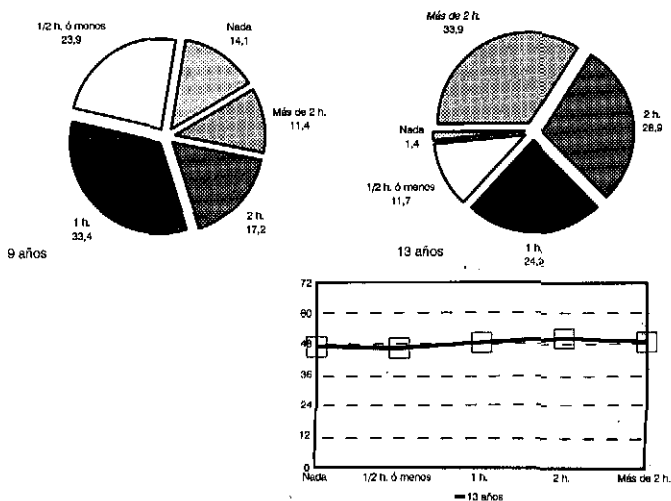 1/2 h. ó menos
23,9
Nada
14,1
Más de 2 h.
11,4
2 h.
17,2
1 h.
33,4
9 años
Más de 2 h.
33,9
2 h.
28,9
Nada
1,4
1/2 h. ó menos
11,7
1 h.
13 años
72
60
48
36
24
12
0
Nada
1/2 h. ó menos
1 h.
2 h.
Más de 2 h.
13 años